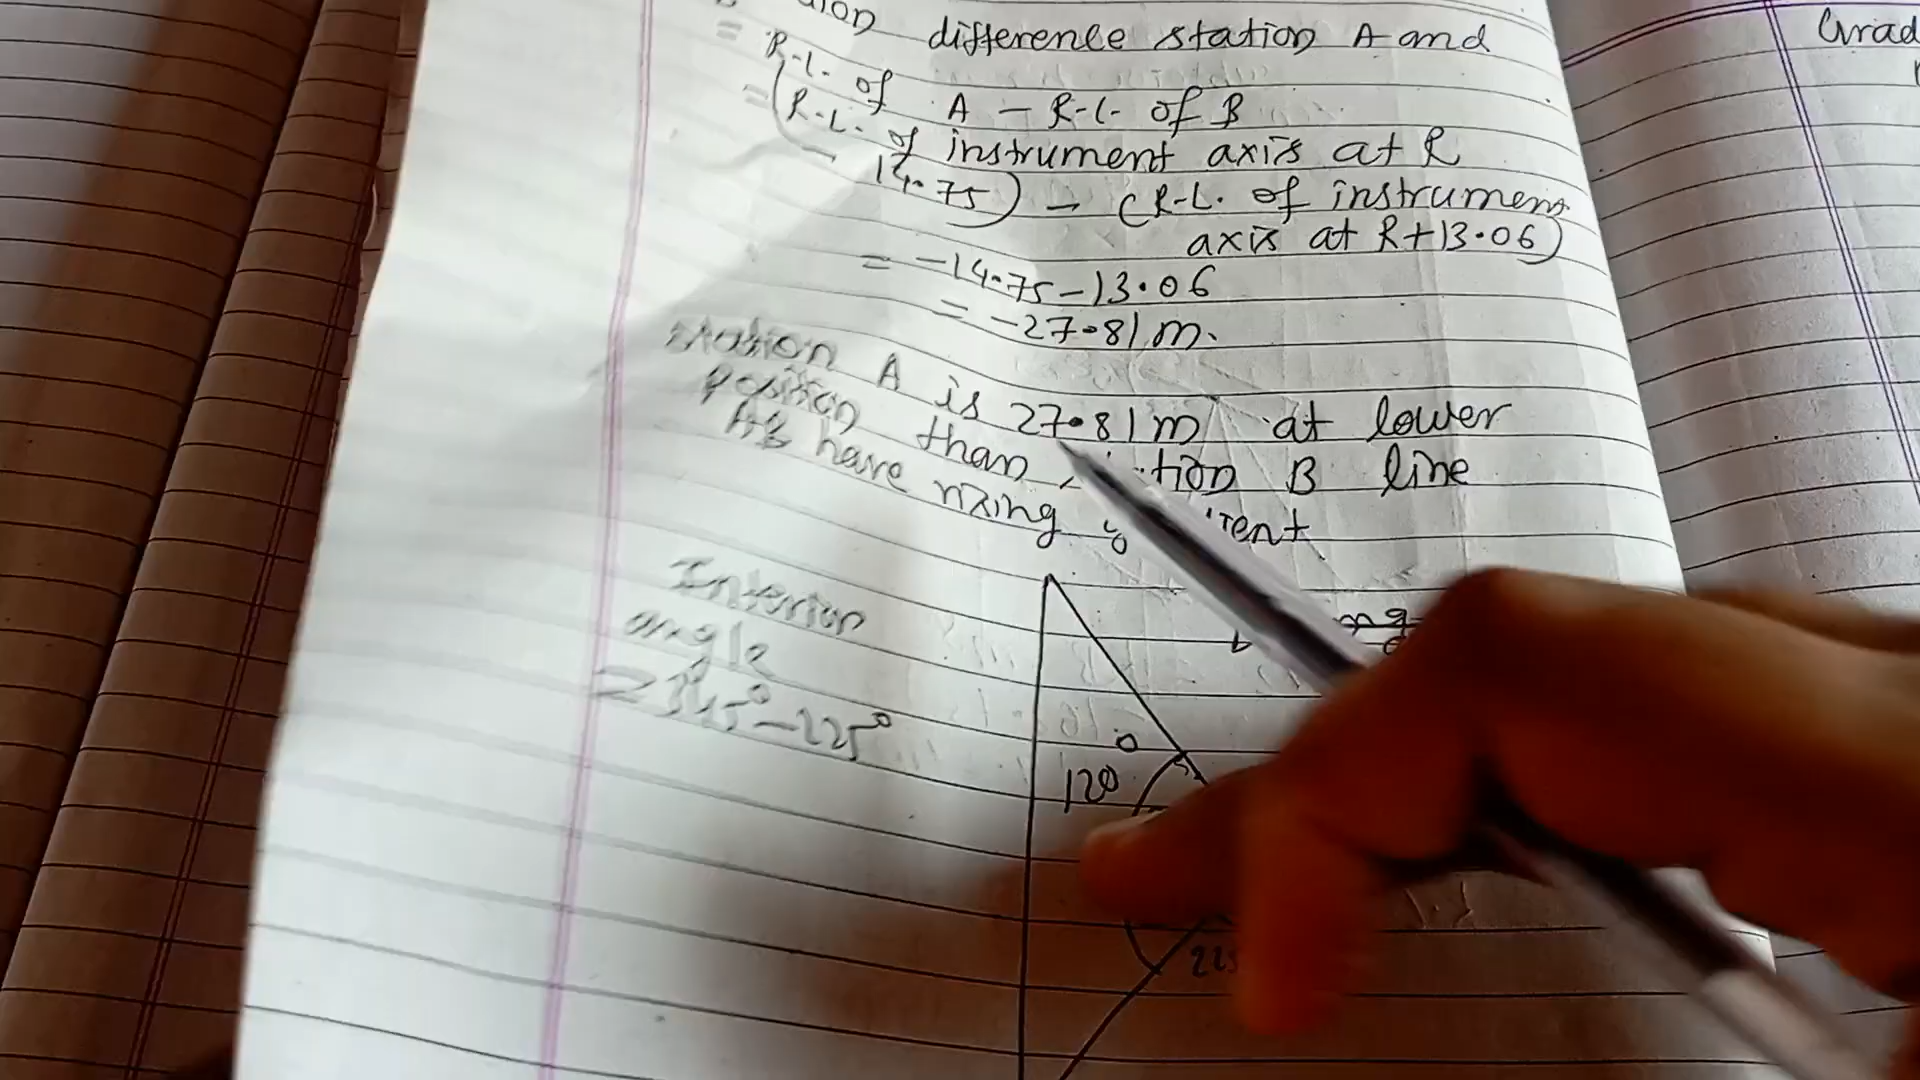 difference station A and
= R.L. of A - R.L. of B
= (R.L. of instrument axis at R
- 14.75) - (R.L. of instrument
axis at R+13.06)
= -14.75-13.06
= -27.81 m.
station A is 27.81 m at lower
position than B line
AB have
Interior
angle
= 345° - 225°
120°
225
Grad